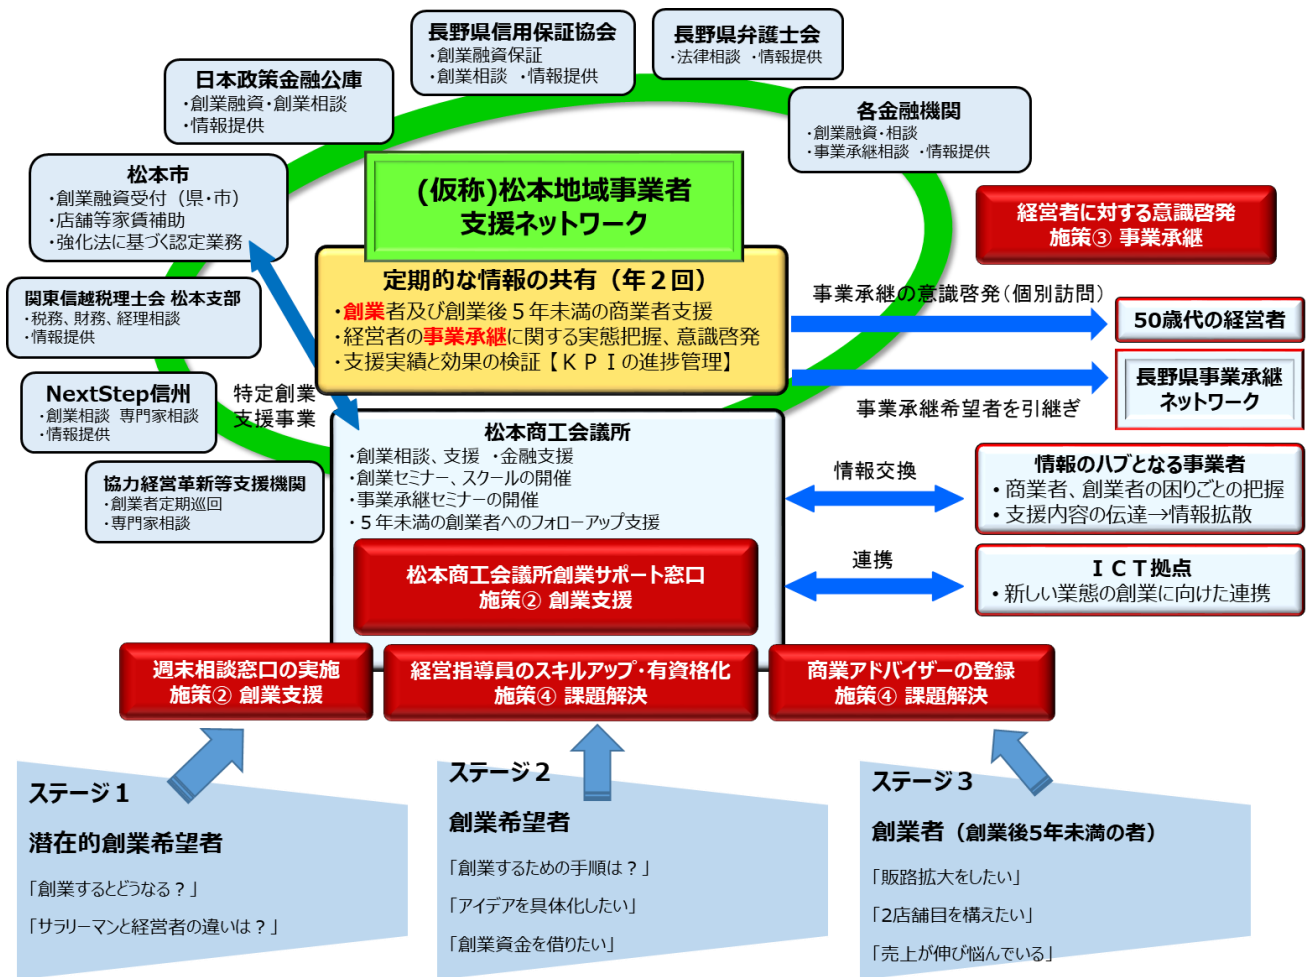 長野県信用保証協会
・創業融資保証
・創業相談 ・情報提供
長野県弁護士会
・法律相談 ・情報提供
日本政策金融公庫
・創業融資・創業相談
・情報提供
各金融機関
・創業融資・相談
・事業承継相談 ・情報提供
松本市
・創業融資受付（県・市）
・店舗等家賃補助
・強化法に基づく認定業務
(仮称)松本地域事業者
支援ネットワーク
経営者に対する意識啓発
施策③ 事業承継
定期的な情報の共有（年２回）
・創業者及び創業後５年未満の商業者支援
・経営者の事業承継に関する実態把握、意識啓発
・支援実績と効果の検証【ＫＰＩの進捗管理】
関東信越税理士会 松本支部
・税務、財務、経理相談
・情報提供
事業承継の意識啓発（個別訪問）
50歳代の経営者
長野県事業承継
ネットワーク
事業承継希望者を引継ぎ
NextStep信州
・創業相談 専門家相談
・情報提供
特定創業
支援事業
松本商工会議所
・創業相談、支援 ・金融支援
・創業セミナー、スクールの開催
・事業承継セミナーの開催
・５年未満の創業者へのフォローアップ支援
協力経営革新等支援機関
・創業者定期巡回
・専門家相談
情報交換
情報のハブとなる事業者
・商業者、創業者の困りごとの把握
・支援内容の伝達→情報拡散
松本商工会議所創業サポート窓口
施策② 創業支援
連携
ＩＣＴ拠点
・新しい業態の創業に向けた連携
週末相談窓口の実施
施策② 創業支援
経営指導員のスキルアップ・有資格化
施策④ 課題解決
商業アドバイザーの登録
施策④ 課題解決
ステージ１
潜在的創業希望者
「創業するとどうなる？」
「サラリーマンと経営者の違いは？」
ステージ２
創業希望者
「創業するための手順は？」
「アイデアを具体化したい」
「創業資金を借りたい」
ステージ３
創業者（創業後5年未満の者）
「販路拡大をしたい」
「2店舗目を構えたい」
「売上が伸び悩んでいる」